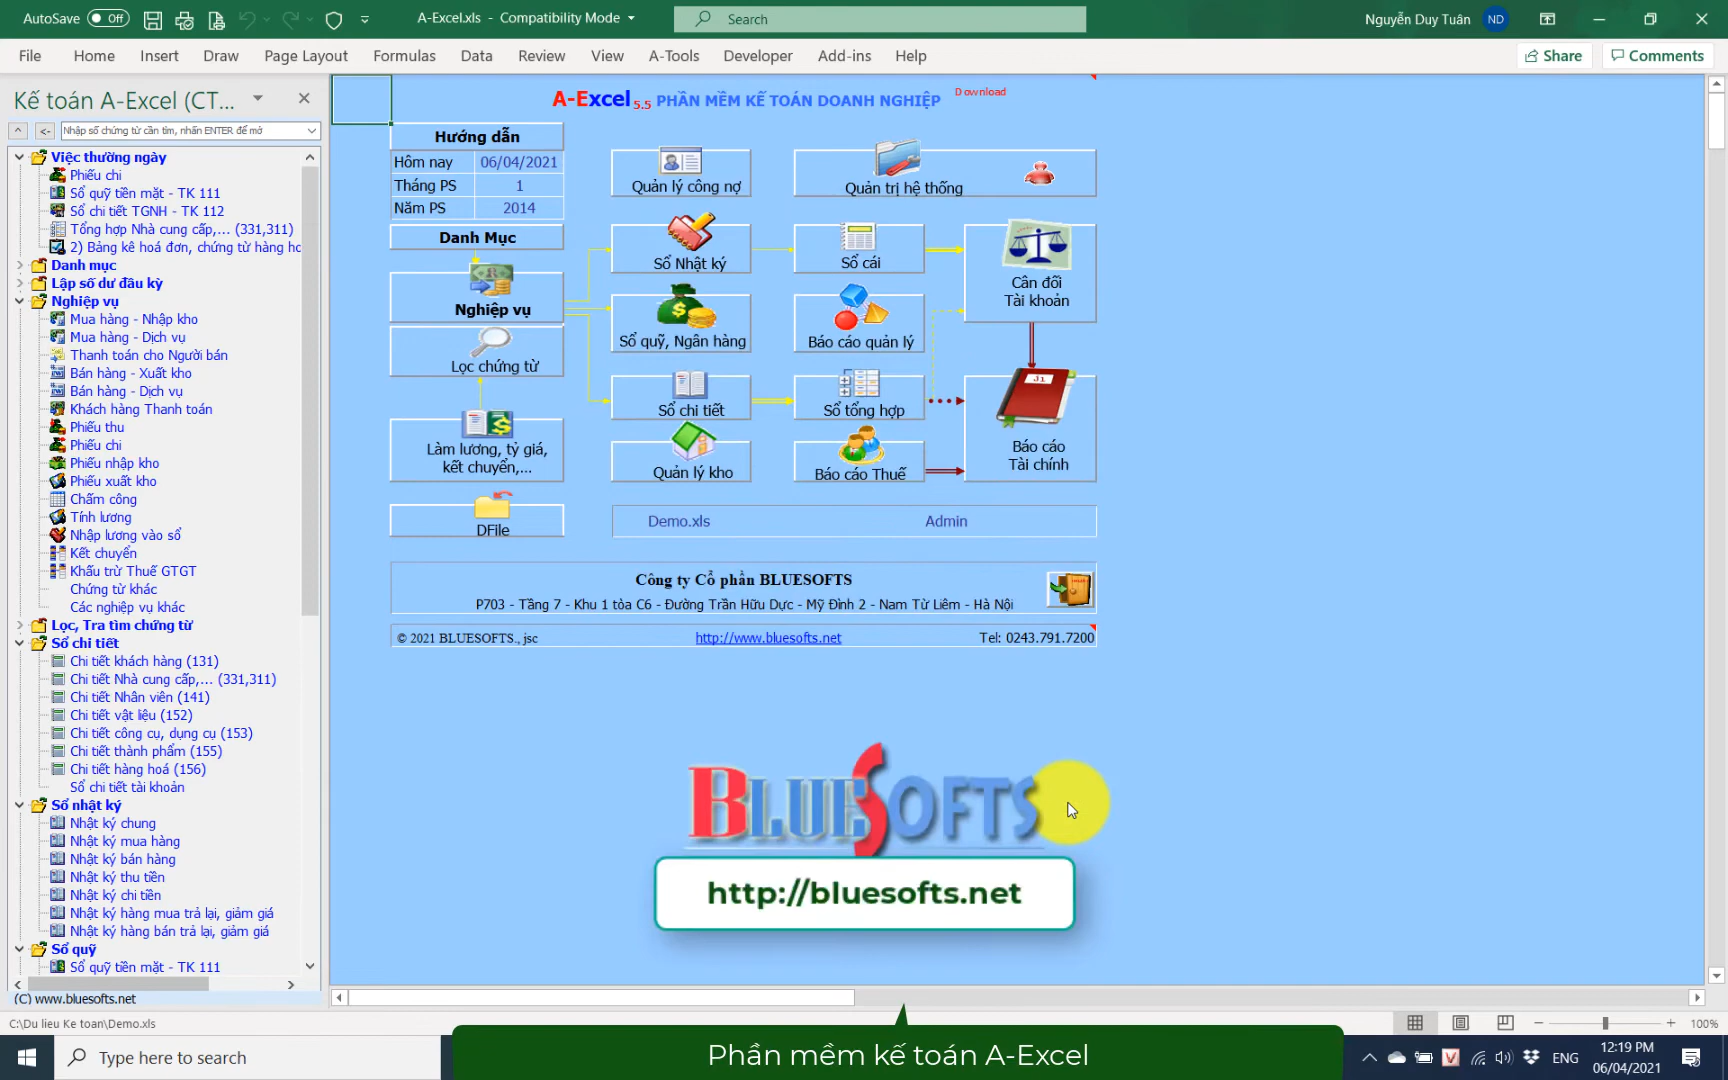 AutoSave Off
A-Excel.xls - Compatibility Mode
Search
Nguyễn Duy Tuân ND
File Home Insert Draw Page Layout Formulas Data Review View A-Tools Developer Add-ins Help
Share Comments
Kế toán A-Excel (CT...
Nhập số chứng từ cần tìm, nhấn ENTER để mở
Việc thường ngày
Phiếu chi
Sổ quỹ tiền mặt - TK 111
Sổ chi tiết TGNH - TK 112
Tổng hợp Nhà cung cấp,... (331,311)
2) Bảng kê hoá đơn, chứng từ hàng hc
Danh mục
Lập số dư đầu kỳ
Nghiệp vụ
Mua hàng - Nhập kho
Mua hàng - Dịch vụ
Thanh toán cho Người bán
Bán hàng - Xuất kho
Bán hàng - Dịch vụ
Khách hàng Thanh toán
Phiếu thu
Phiếu chi
Phiếu nhập kho
Phiếu xuất kho
Chấm công
Tính lương
Nhập lương vào sổ
Kết chuyển
Khấu trừ Thuế GTGT
Chứng từ khác
Các nghiệp vụ khác
Lọc, Tra tìm chứng từ
Sổ chi tiết
Chi tiết khách hàng (131)
Chi tiết Nhà cung cấp,... (331,311)
Chi tiết Nhân viên (141)
Chi tiết vật liệu (152)
Chi tiết công cụ, dụng cụ (153)
Chi tiết thành phẩm (155)
Chi tiết hàng hoá (156)
Sổ chi tiết tài khoản
Sổ nhật ký
Nhật ký chung
Nhật ký mua hàng
Nhật ký bán hàng
Nhật ký thu tiền
Nhật ký chi tiền
Nhật ký hàng mua trả lại, giảm giá
Nhật ký hàng bán trả lại, giảm giá
Sổ quỹ
Sổ quỹ tiền mặt - TK 111
(C) www.bluesofts.net
A-Excel 5.5 PHẦN MỀM KẾ TOÁN DOANH NGHIỆP
Download
Hướng dẫn
Hôm nay 06/04/2021
Tháng PS 1
Năm PS 2014
Danh Mục
Nghiệp vụ
Lọc chứng từ
Làm lương, tỷ giá,
kết chuyển,...
DFile
Quản lý công nợ
Quản trị hệ thống
Sổ Nhật ký
Sổ cái
Cân đối
Tài khoản
Sổ quỹ, Ngân hàng
Báo cáo quản lý
Sổ chi tiết
Sổ tổng hợp
31
Báo cáo
Tài chính
Quản lý kho
Báo cáo Thuế
Demo.xls Admin
Công ty Cổ phần BLUESOFTS
P703 - Tầng 7 - Khu 1 tòa C6 - Đường Trần Hữu Dực - Mỹ Đình 2 - Nam Từ Liêm - Hà Nội
© 2021 BLUESOFTS., jsc http://www.bluesofts.net Tel: 0243.791.7200
BLUESOFTS
http://bluesofts.net
C:\Du lieu Ke toan\Demo.xls
100%
Type here to search
Phần mềm kế toán A-Excel
ENG
12:19 PM
06/04/2021